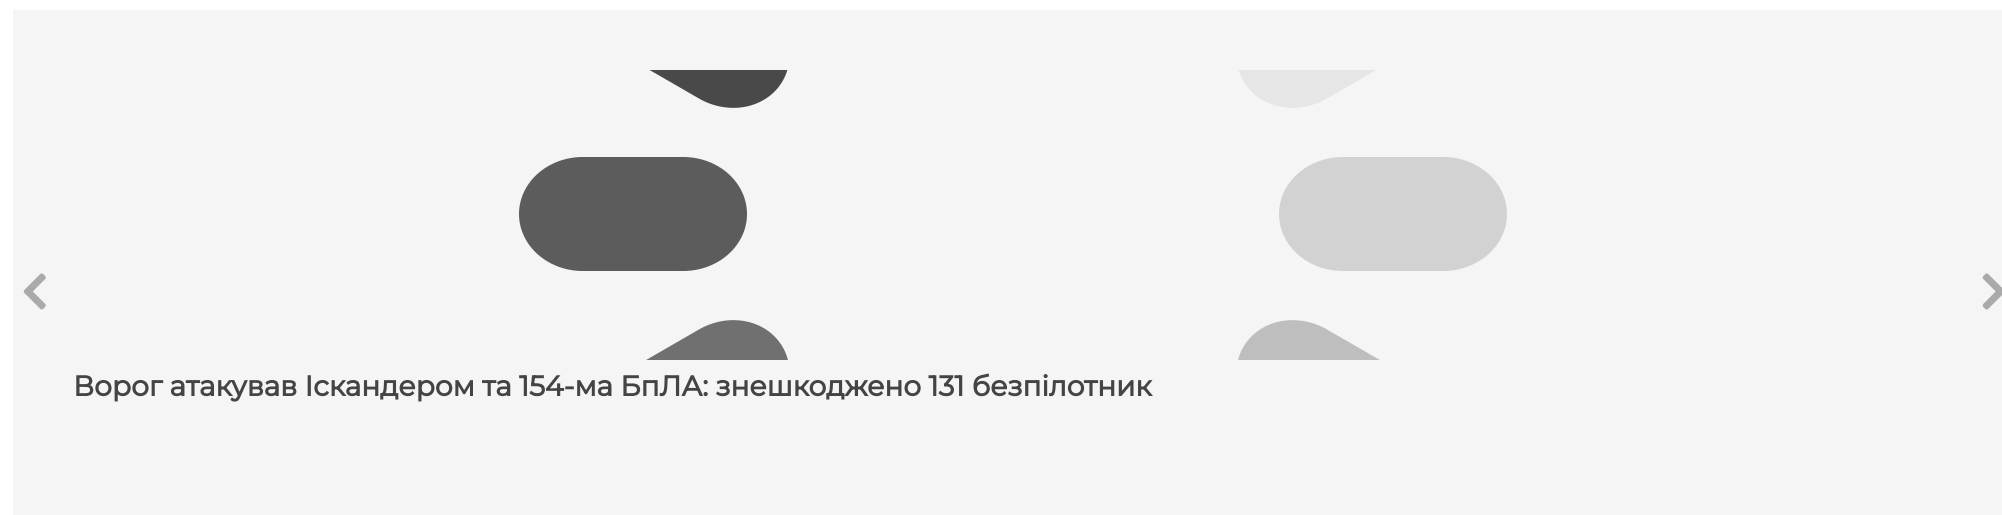 Ворог атакував Іскандером та 154-ма БпЛА: знешкоджено 131 безпілотник